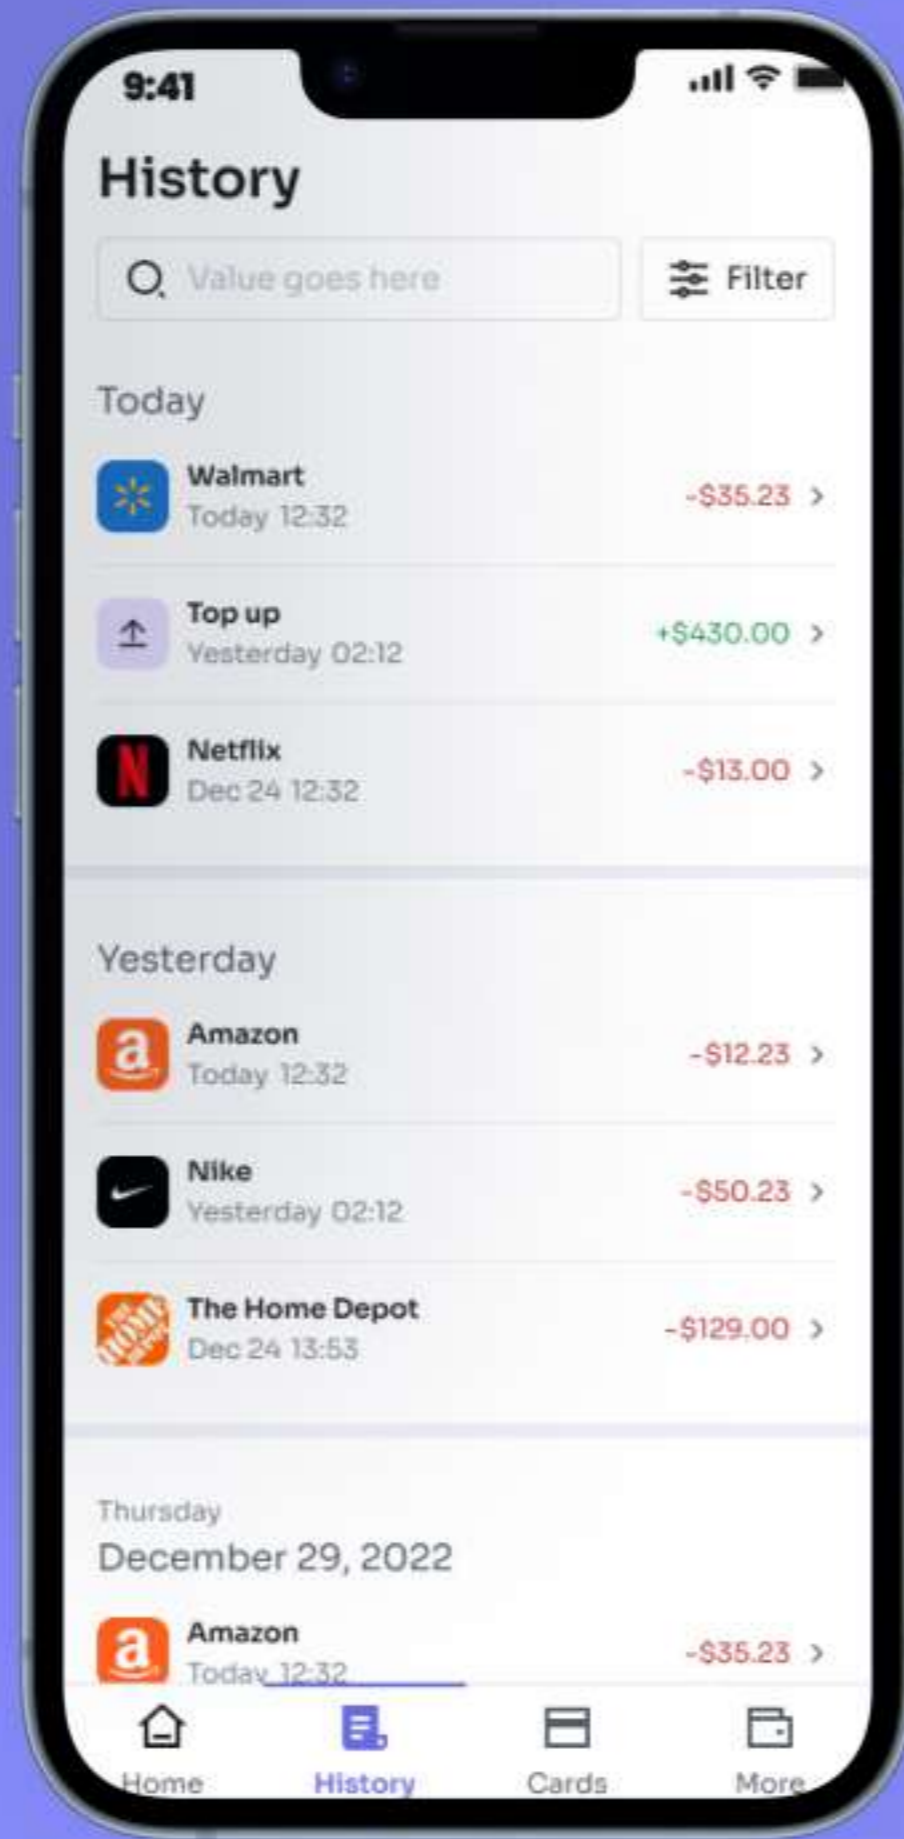 9:41
History
Value goes here
Filter
Today
Walmart
Today 12:32
-$35.23
Top up
Yesterday 02:12
+$430.00
N
Netflix
Dec 24 12:32
-$13.00
Yesterday
a
Amazon
Today 12:32
-$12.23
Nike
Yesterday 02:12
-$50.23
THE HOME DEPOT
The Home Depot
Dec 24 13:53
-$129.00
Thursday
December 29, 2022
a
Amazon
Today 12:32
-$35.23
Home
History
Cards
More